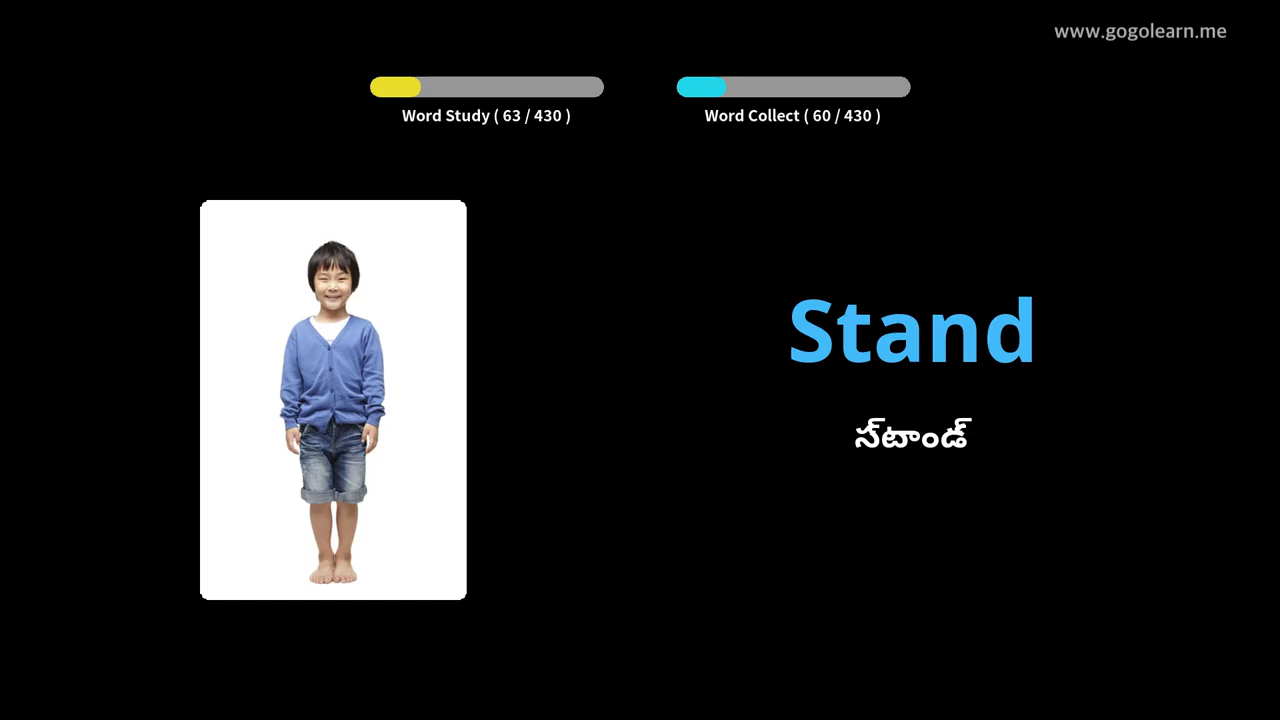 www.gogolearn.me
Word Study ( 63 / 430 )
Word Collect ( 60 / 430 )
Stand
స్‌టాండ్